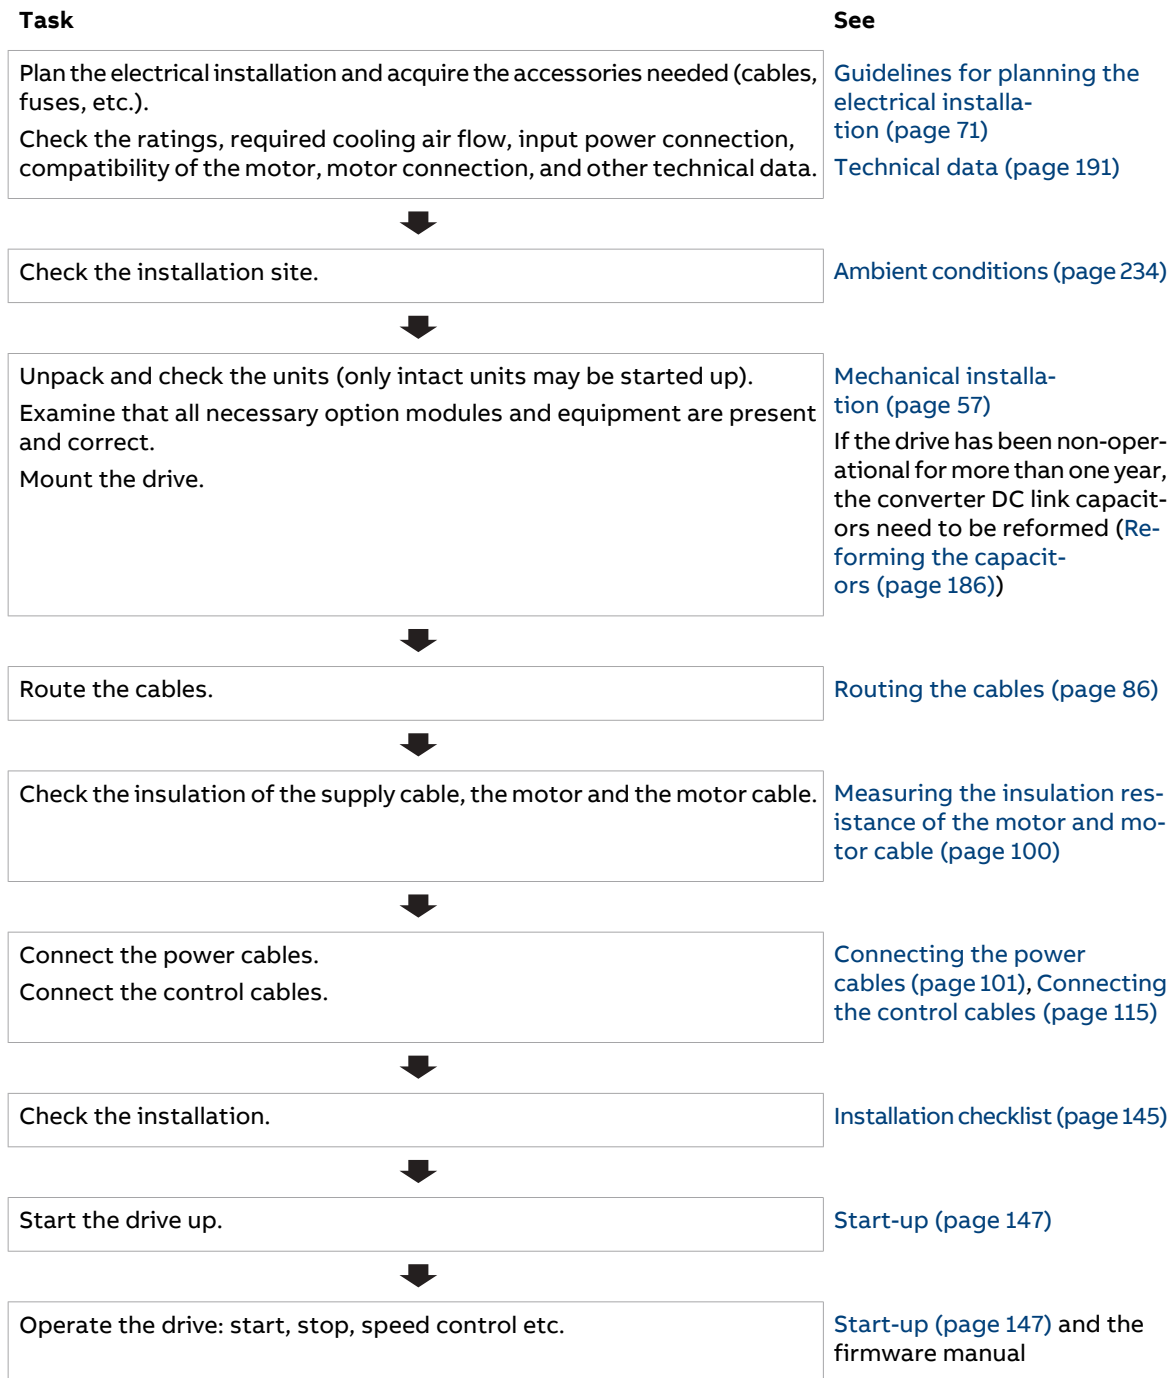 Task
See
Plan the electrical installation and acquire the accessories needed (cables,
fuses, etc.).
Check the ratings, required cooling air flow, input power connection,
compatibility of the motor, motor connection, and other technical data.
Guidelines for planning the
electrical installa-
tion (page 71)
Technical data (page 191)
Check the installation site.
Ambient conditions (page 234)
Unpack and check the units (only intact units may be started up).
Examine that all necessary option modules and equipment are present
and correct.
Mount the drive.
Mechanical installa-
tion (page 57)
If the drive has been non-oper-
ational for more than one year,
the converter DC link capacit-
ors need to be reformed (Re-
forming the capacit-
ors (page 186))
Route the cables.
Routing the cables (page 86)
Check the insulation of the supply cable, the motor and the motor cable.
Measuring the insulation res-
istance of the motor and mo-
tor cable (page 100)
Connect the power cables.
Connect the control cables.
Connecting the power
cables (page 101), Connecting
the control cables (page 115)
Check the installation.
Installation checklist (page 145)
Start the drive up.
Start-up (page 147)
Operate the drive: start, stop, speed control etc.
Start-up (page 147) and the
firmware manual